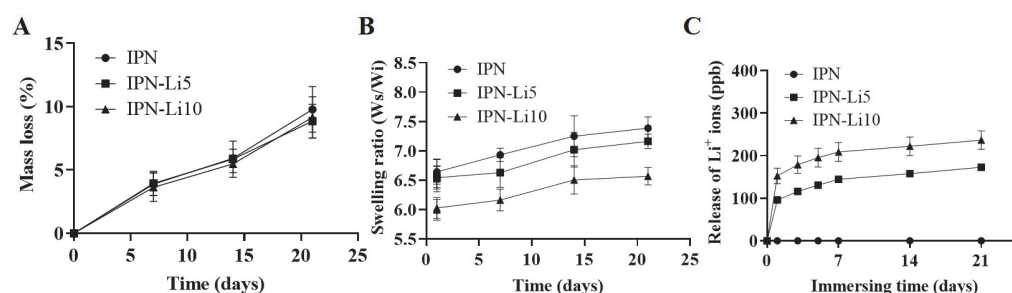 A
Mass loss (%)
15
10
5
0
IPN
IPN-Li5
IPN-Li10
0 5 10 15 20 25
Time (days)
B
Swelling ratio (Ws/Wi)
8.5
8.0
7.5
7.0
6.5
6.0
5.5
IPN
IPN-Li5
IPN-Li10
0 5 10 15 20 25
Time (days)
C
Release of Li⁺ ions (ppb)
400
300
200
100
0
IPN
IPN-Li5
IPN-Li10
0 7 14 21
Immersing time (days)